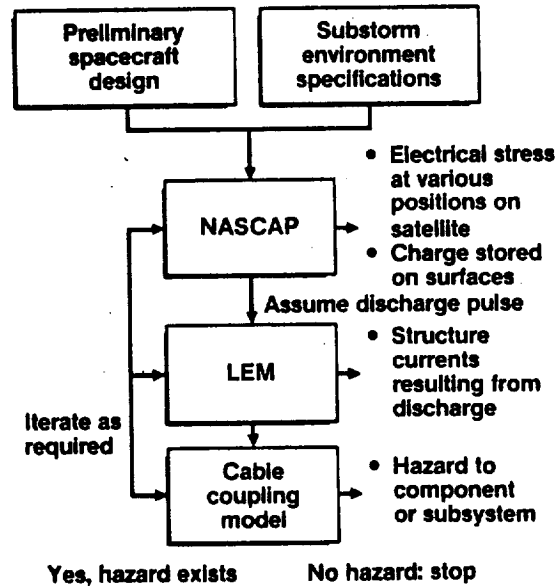 Preliminary
spacecraft
design
Substorm
environment
specifications
NASCAP
• Electrical stress
at various
positions on
satellite
• Charge stored
on surfaces
Assume discharge pulse
LEM
• Structure
currents
resulting from
discharge
Iterate as
required
Cable
coupling
model
• Hazard to
component
or subsystem
Yes, hazard exists
No hazard: stop